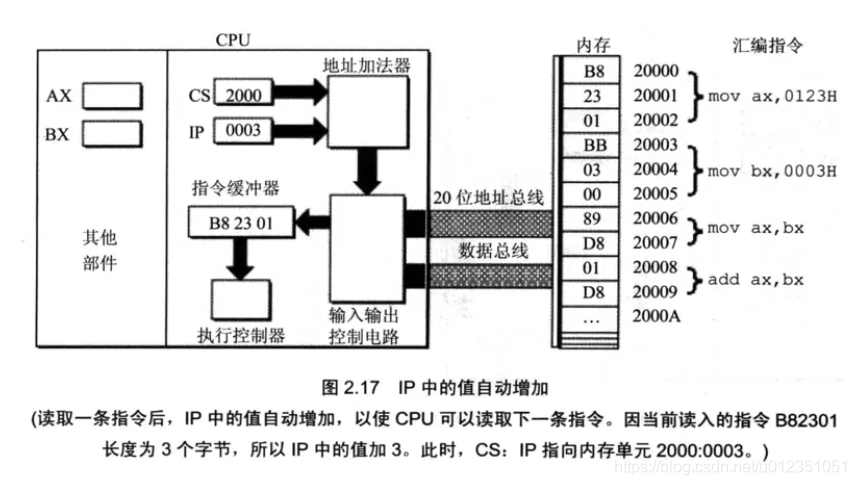 CPU
内存
汇编指令
地址加法器
AX
BX
CS 2000
IP 0003
指令缓冲器
B8 23 01
其他
部件
执行控制器
输入输出
控制电路
20 位地址总线
数据总线
B8 20000
23 20001 mov ax,0123H
01 20002
BB 20003
03 20004 mov bx,0003H
00 20005
89 20006
D8 20007 mov ax,bx
01 20008
D8 20009 add ax,bx
… 2000A
图 2.17 IP 中的值自动增加
(读取一条指令后，IP 中的值自动增加，以使 CPU 可以读取下一条指令。因当前读入的指令 B82301
长度为 3 个字节，所以 IP 中的值加 3。此时，CS：IP 指向内存单元 2000:0003。)
https://blog.csdn.net/u012351051